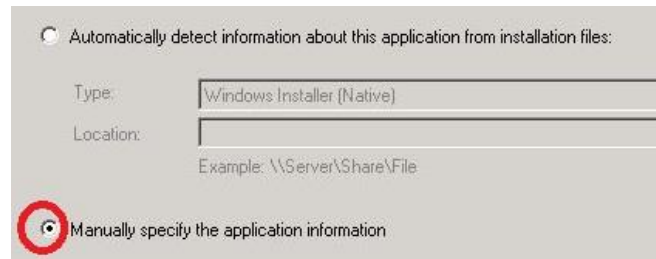 Automatically detect information about this application from installation files:
Type: Windows Installer (Native)
Location:
Example: \\Server\Share\File
Manually specify the application information